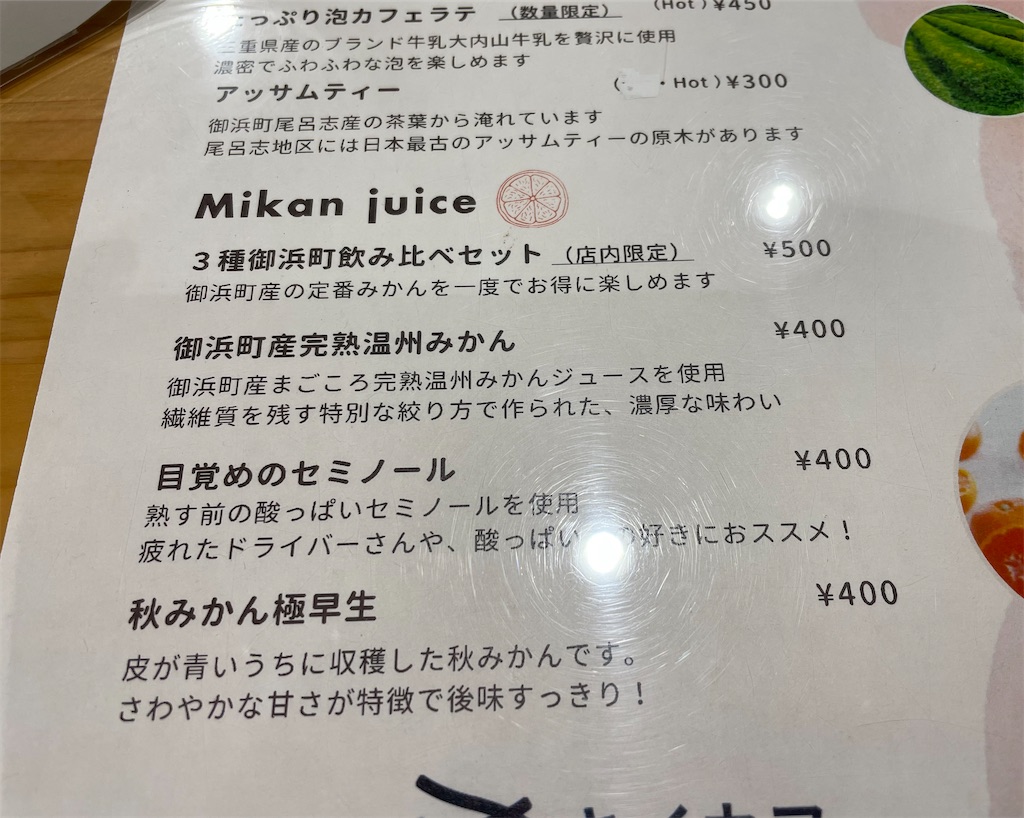 っぷり泡カフェラテ （数量限定） (Hot)¥450
三重県産のブランド牛乳大内山牛乳を贅沢に使用
濃密でふわふわな泡を楽しめます
アッサムティー ・Hot)¥300
御浜町尾呂志産の茶葉から淹れています
尾呂志地区には日本最古のアッサムティーの原木があります
Mikan juice
３種御浜町飲み比べセット （店内限定） ¥500
御浜町産の定番みかんを一度でお得に楽しめます
御浜町産完熟温州みかん ¥400
御浜町産まごころ完熟温州みかんジュースを使用
繊維質を残す特別な絞り方で作られた、濃厚な味わい
目覚めのセミノール ¥400
熟す前の酸っぱいセミノールを使用
疲れたドライバーさんや、酸っぱい 好きにおススメ！
秋みかん極早生 ¥400
皮が青いうちに収穫した秋みかんです。
さわやかな甘さが特徴で後味すっきり！